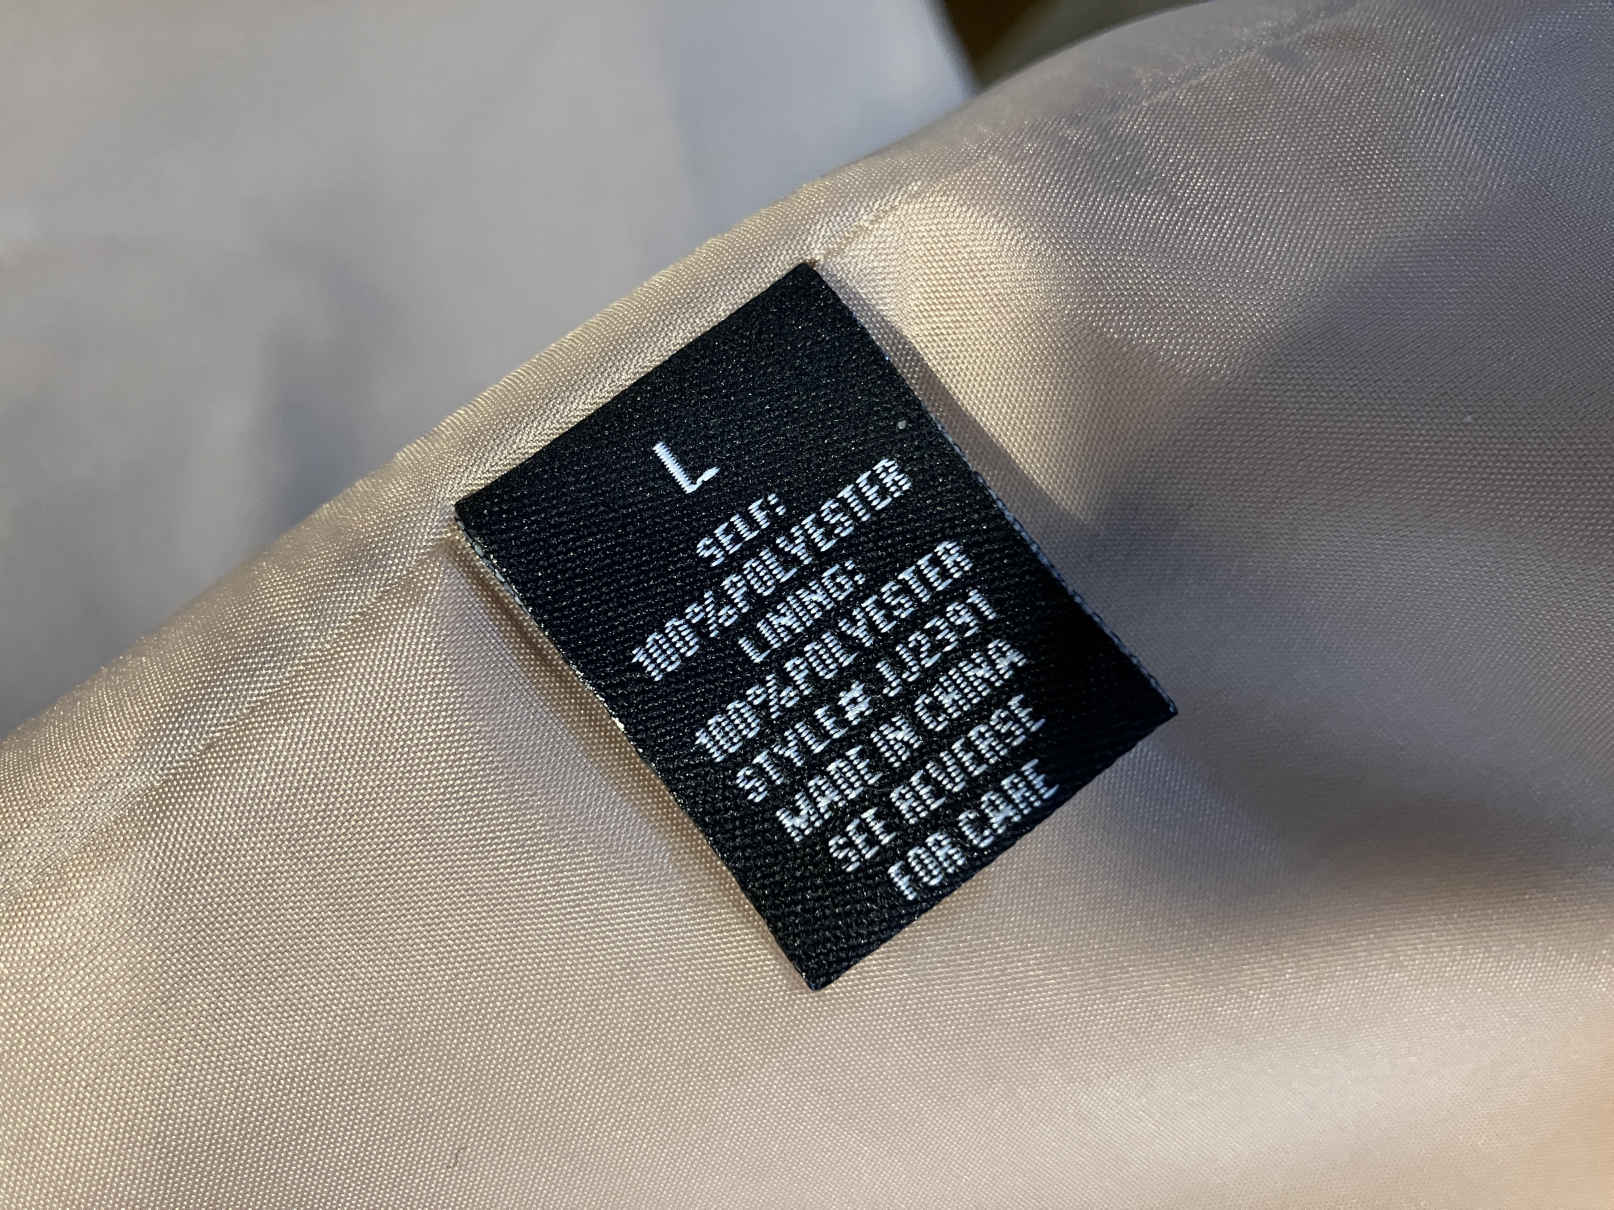 L
SELF:
100%POLYESTER
LINING:
100%POLYESTER
STYLE# JJ2391
MADE IN CHINA
SEE REVERSE
FOR CARE